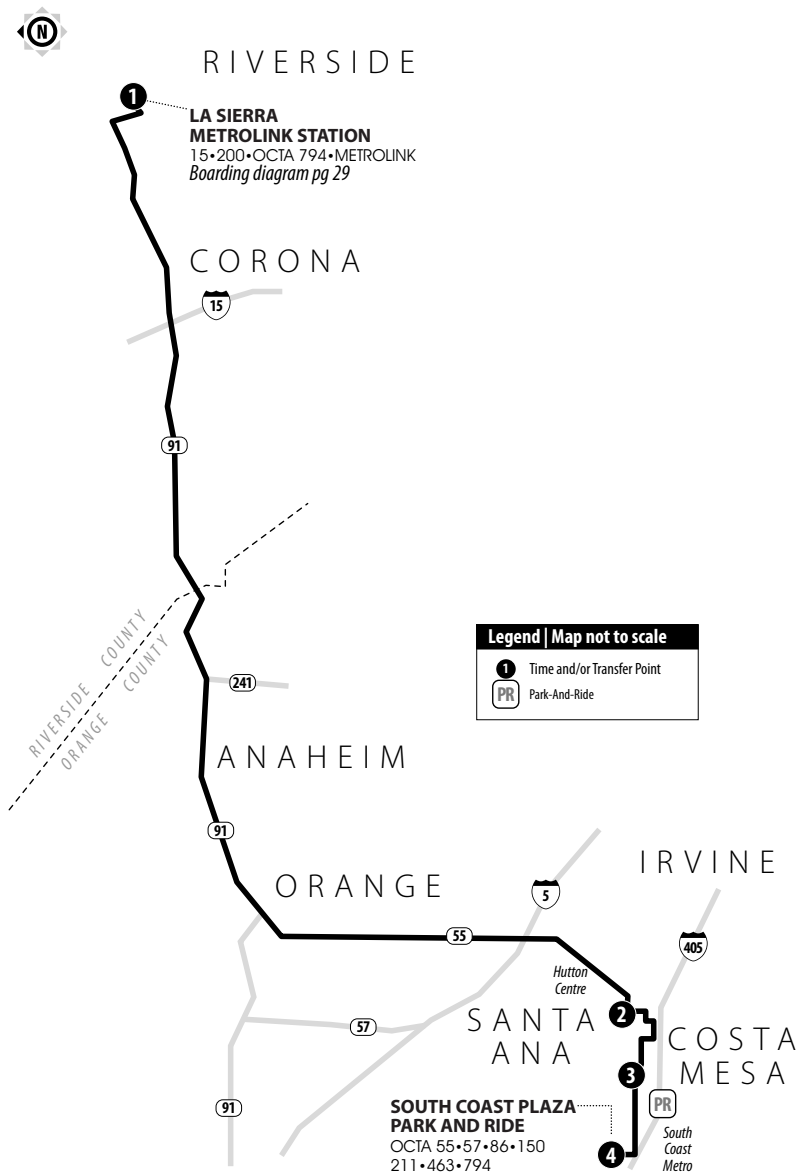 N
RIVERSIDE
1
LA SIERRA
METROLINK STATION
15•200•OCTA 794•METROLINK
Boarding diagram pg 29
CORONA
15
91
RIVERSIDE COUNTY
ORANGE COUNTY
241
Legend | Map not to scale
1 Time and/or Transfer Point
PR Park-And-Ride
ANAHEIM
91
ORANGE
5
IRVINE
55
405
Hutton
Centre
2
SANTA
ANA
57
COSTA
MESA
3
91
PR
SOUTH COAST PLAZA
PARK AND RIDE
OCTA 55•57•86•150
211•463•794
4
South
Coast
Metro